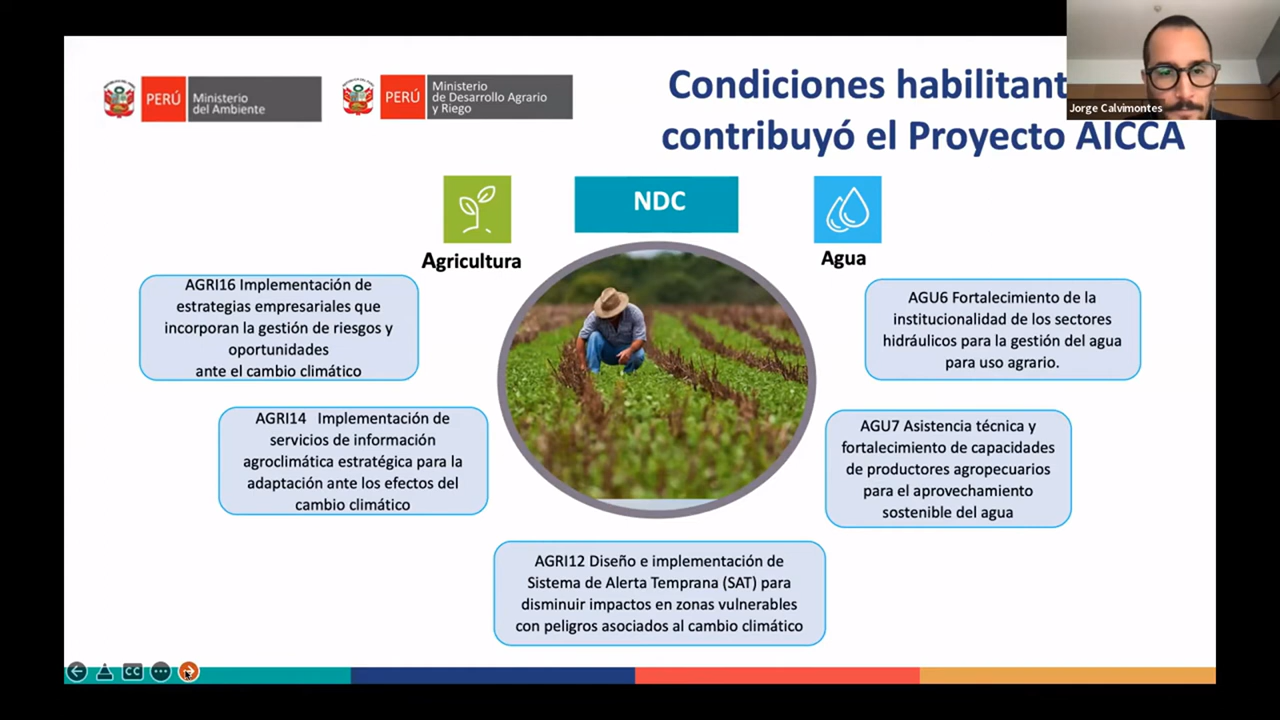 PERÚ
Ministerio
del Ambiente
PERÚ
Ministerio
de Desarrollo Agrario
y Riego
Condiciones habilitant
contribuyó el Proyecto AICCA
Jorge Calvimontes
NDC
Agricultura
Agua
AGRI16 Implementación de
estrategias empresariales que
incorporan la gestión de riesgos y
oportunidades
ante el cambio climático
AGU6 Fortalecimiento de la
institucionalidad de los sectores
hidráulicos para la gestión del agua
para uso agrario.
AGRI14 Implementación de
servicios de información
agroclimática estratégica para la
adaptación ante los efectos del
cambio climático
AGU7 Asistencia técnica y
fortalecimiento de capacidades
de productores agropecuarios
para el aprovechamiento
sostenible del agua
AGRI12 Diseño e implementación de
Sistema de Alerta Temprana (SAT) para
disminuir impactos en zonas vulnerables
con peligros asociados al cambio climático
CC